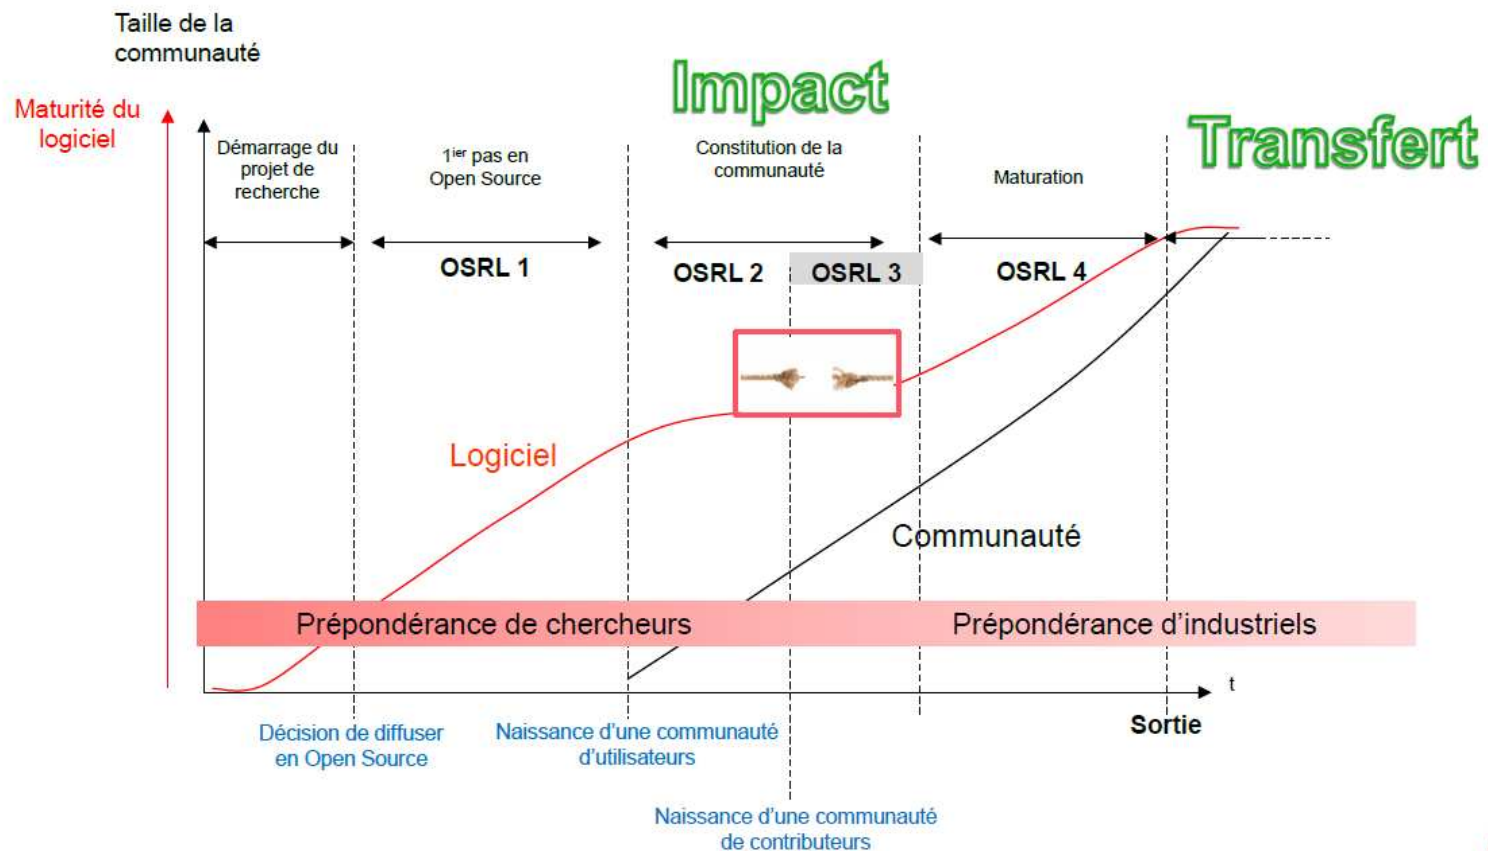 Taille de la
communauté
Maturité du
logiciel
Impact
Transfert
Démarrage du
projet de
recherche
1ier pas en
Open Source
Constitution de la
communauté
Maturation
OSRL 1
OSRL 2
OSRL 3
OSRL 4
Logiciel
Communauté
Prépondérance de chercheurs
Prépondérance d'industriels
t
Sortie
Décision de diffuser
en Open Source
Naissance d'une communauté
d'utilisateurs
Naissance d'une communauté
de contributeurs